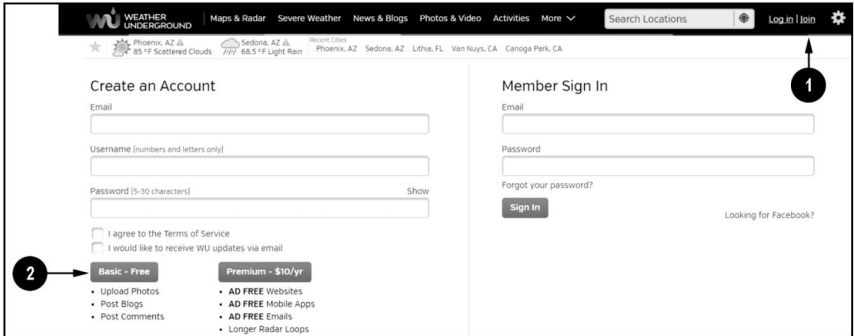 WEATHER UNDERGROUND
Maps & Radar Severe Weather News & Blogs Photos & Video Activities More
Search Locations
Log in | Join
1
Phoenix, AZ
85 °F Scattered Clouds
Sedona, AZ
68.5 °F Light Rain
Recent Cities
Phoenix, AZ Sedona, AZ Lithia, FL Van Nuys, CA Canoga Park, CA
Create an Account
Email
Username (numbers and letters only)
Password (5-30 characters) Show
I agree to the Terms of Service
I would like to receive WU updates via email
2
Basic - Free
• Upload Photos
• Post Blogs
• Post Comments
Premium - $10/yr
• AD FREE Websites
• AD FREE Mobile Apps
• AD FREE Emails
• Longer Radar Loops
Member Sign In
Email
Password
Forgot your password?
Sign In
Looking for Facebook?